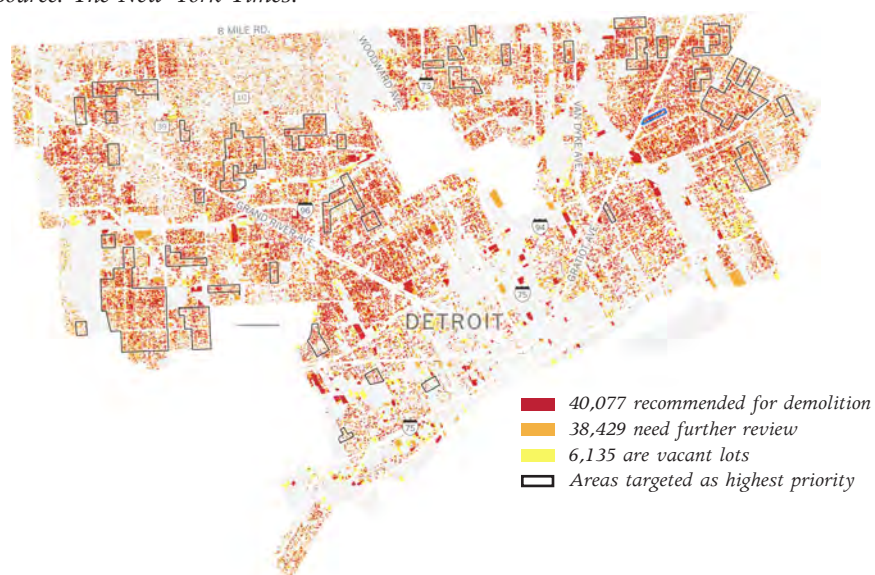 Source: The New York Times.
8 MILE RD.
WOODWARD AVE.
75
10
39
VAN DYKE AVE.
GRAND RIVER AVE.
96
94
GRATIOT AVE.
75
DETROIT
40,077 recommended for demolition
38,429 need further review
6,135 are vacant lots
75
Areas targeted as highest priority